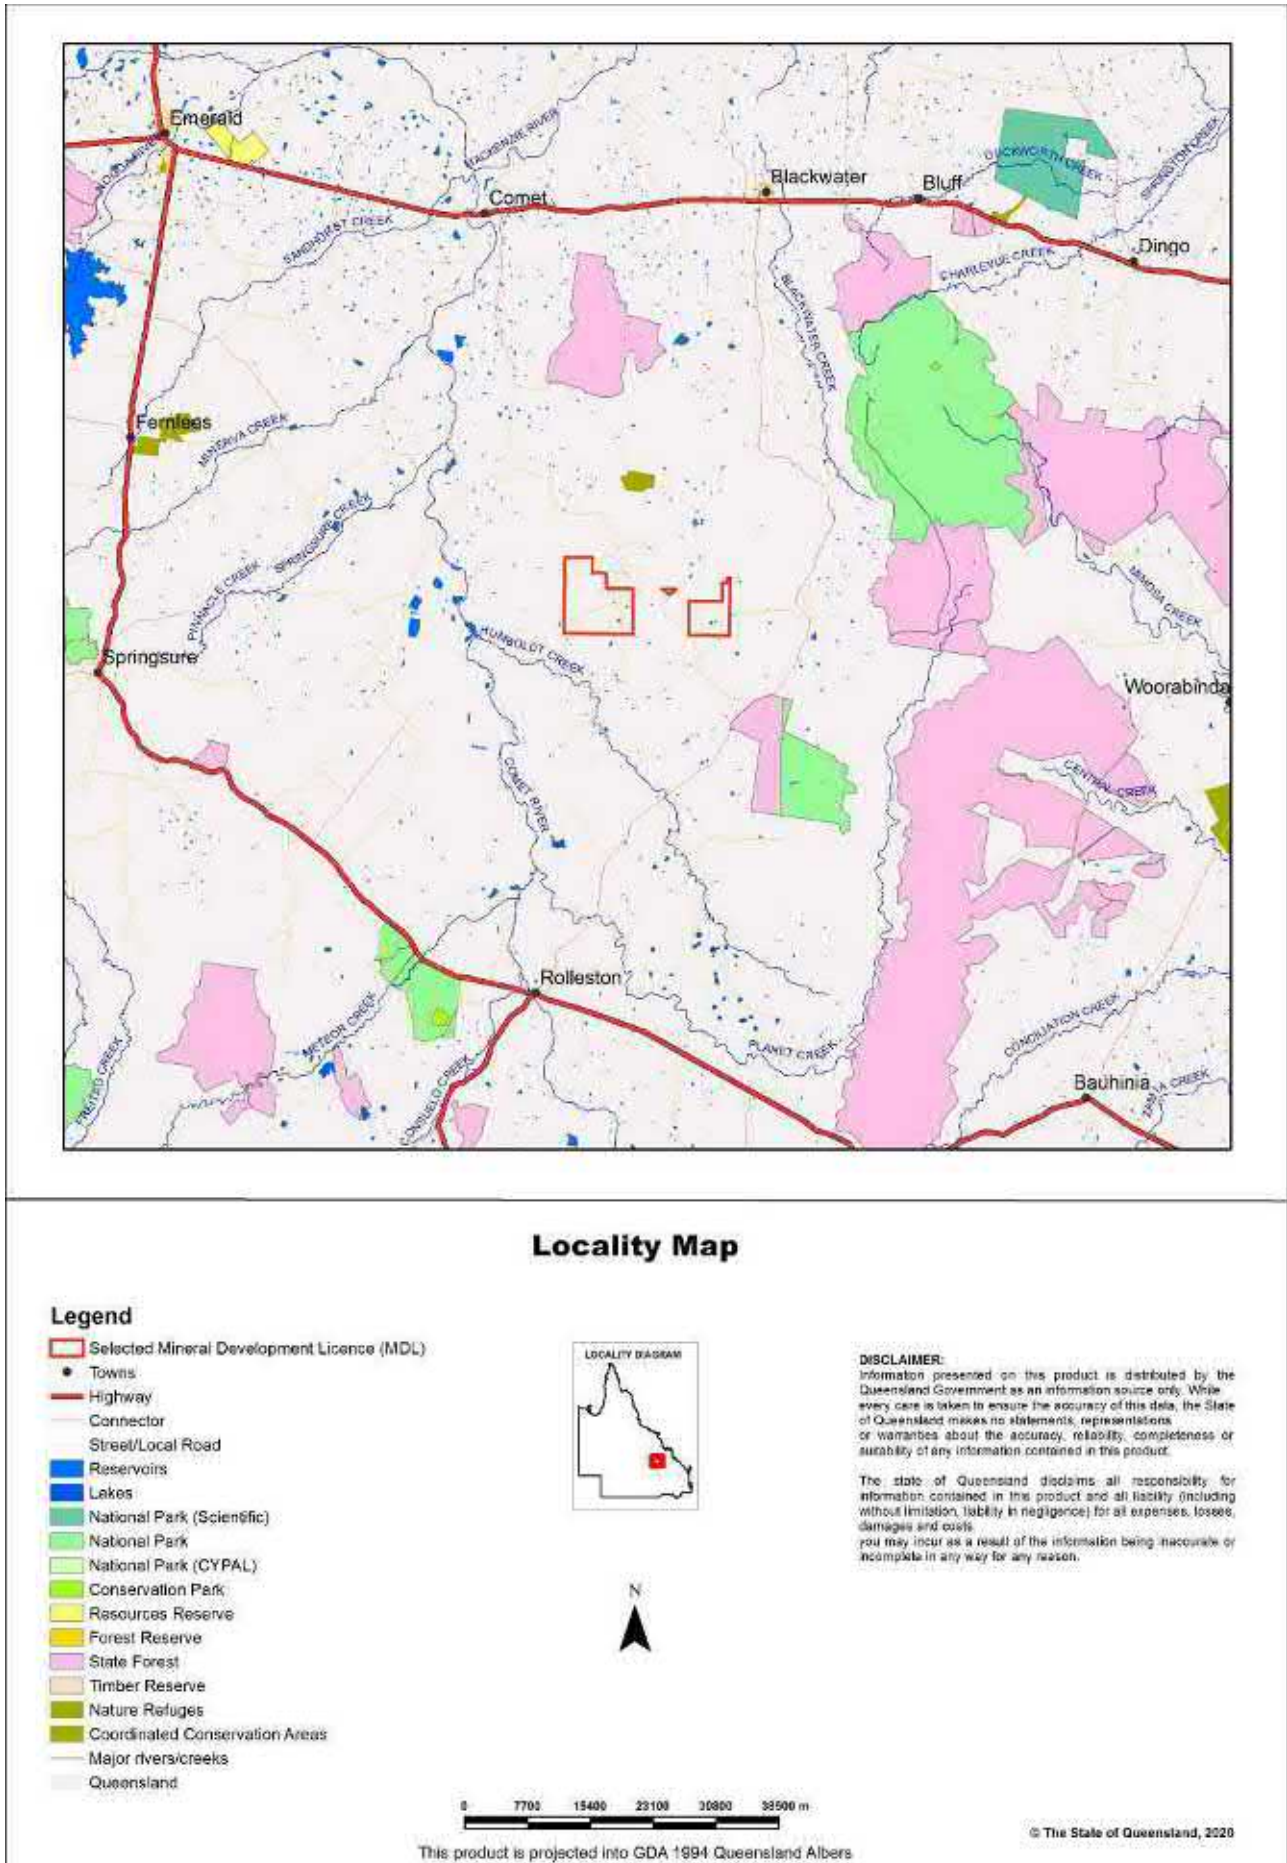 Emerald
MACKENZIE RIVER
DUCKWORTH CREEK
SPRINGTON CREEK
NOGOA RIVER
Blackwater
Bluff
Comet
SANDHURST CREEK
Dingo
CHARLEVUE CREEK
BLACKWATER CREEK
Fernlees
MINERVA CREEK
SPRINGSURE CREEK
PINNACLE CREEK
MIMOSA CREEK
HUMBOLDT CREEK
Springsure
Woorabinda
COMET RIVER
CENTRAL CREEK
Rolleston
METEOR CREEK
CONCILIATION CREEK
PLANET CREEK
FREITAG CREEK
CONSUELO CREEK
Bauhinia
CREEK
Locality Map
Legend
Selected Mineral Development Licence (MDL)
Towns
Highway
Connector
Street/Local Road
Reservoirs
Lakes
National Park (Scientific)
National Park
National Park (CYPAL)
Conservation Park
Resources Reserve
Forest Reserve
State Forest
Timber Reserve
Nature Refuges
Coordinated Conservation Areas
Major rivers/creeks
Queensland
LOCALITY DIAGRAM
N
DISCLAIMER:
Information presented on this product is distributed by the
Queensland Government as an information source only. While
every care is taken to ensure the accuracy of this data, the State
of Queensland makes no statements, representations
or warranties about the accuracy, reliability, completeness or
suitability of any information contained in this product.
The state of Queensland disclaims all responsibility for
information contained in this product and all liability (including
without limitation, liability in negligence) for all expenses, losses,
damages and costs
you may incur as a result of the information being inaccurate or
incomplete in any way for any reason.
0 7700 15400 23100 30800 38500 m
This product is projected into GDA 1994 Queensland Albers
© The State of Queensland, 2020